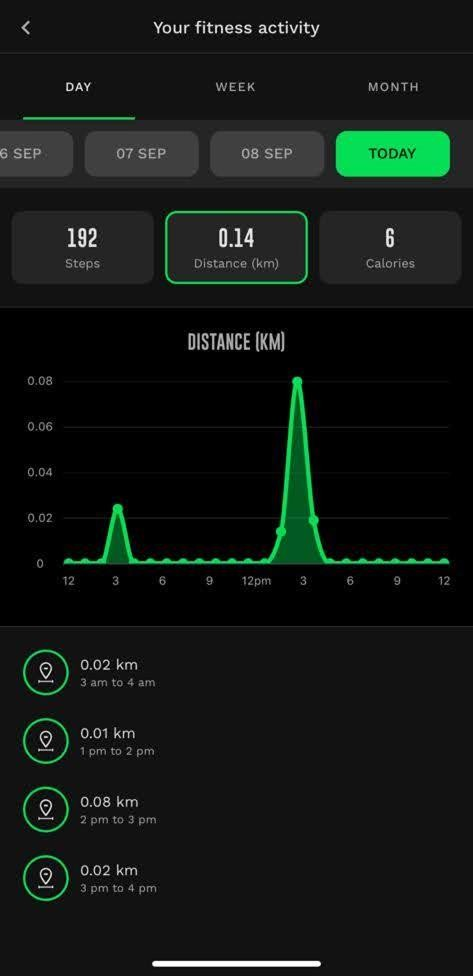 Your fitness activity
DAY WEEK MONTH
6 SEP 07 SEP 08 SEP TODAY
192 0.14 6
Steps Distance (km) Calories
DISTANCE (KM)
0.08
0.06
0.04
0.02
0
12 3 6 9 12pm 3 6 9 12
0.02 km
3 am to 4 am
0.01 km
1 pm to 2 pm
0.08 km
2 pm to 3 pm
0.02 km
3 pm to 4 pm